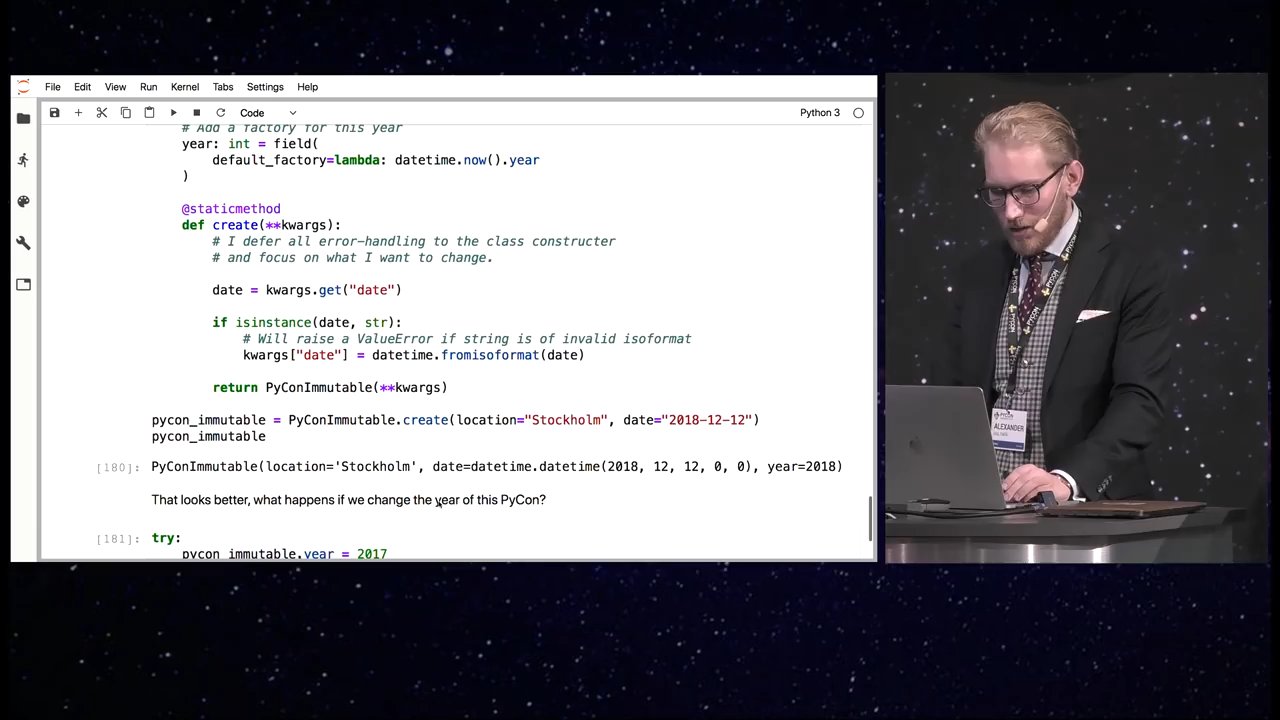 File Edit View Run Kernel Tabs Settings Help
Code
Python 3
# Add a factory for this year
year: int = field(
default_factory=lambda: datetime.now().year
)
@staticmethod
def create(**kwargs):
# I defer all error-handling to the class constructer
# and focus on what I want to change.
date = kwargs.get("date")
if isinstance(date, str):
# Will raise a ValueError if string is of invalid isoformat
kwargs["date"] = datetime.fromisoformat(date)
return PyConImmutable(**kwargs)
pycon_immutable = PyConImmutable.create(location="Stockholm", date="2018-12-12")
pycon_immutable
[180]: PyConImmutable(location='Stockholm', date=datetime.datetime(2018, 12, 12, 0, 0), year=2018)
That looks better, what happens if we change the year of this PyCon?
[181]: try:
pycon_immutable.year = 2017
PYCON
ALEXANDER